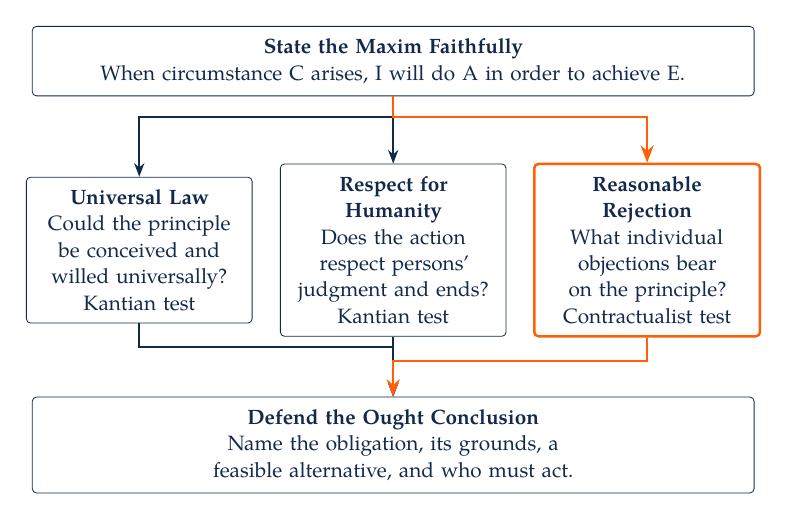 State the Maxim Faithfully
When circumstance C arises, I will do A in order to achieve E.
Universal Law
Could the principle
be conceived and
willed universally?
Kantian test
Respect for
Humanity
Does the action
respect persons’
judgment and ends?
Kantian test
Reasonable
Rejection
What individual
objections bear
on the principle?
Contractualist test
Defend the Ought Conclusion
Name the obligation, its grounds, a
feasible alternative, and who must act.